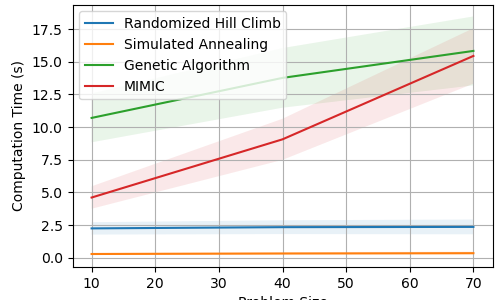 Randomized Hill Climb
Simulated Annealing
Genetic Algorithm
MIMIC
Computation Time (s)
17.5
15.0
12.5
10.0
7.5
5.0
2.5
0.0
10 20 30 40 50 60 70
Problem Size